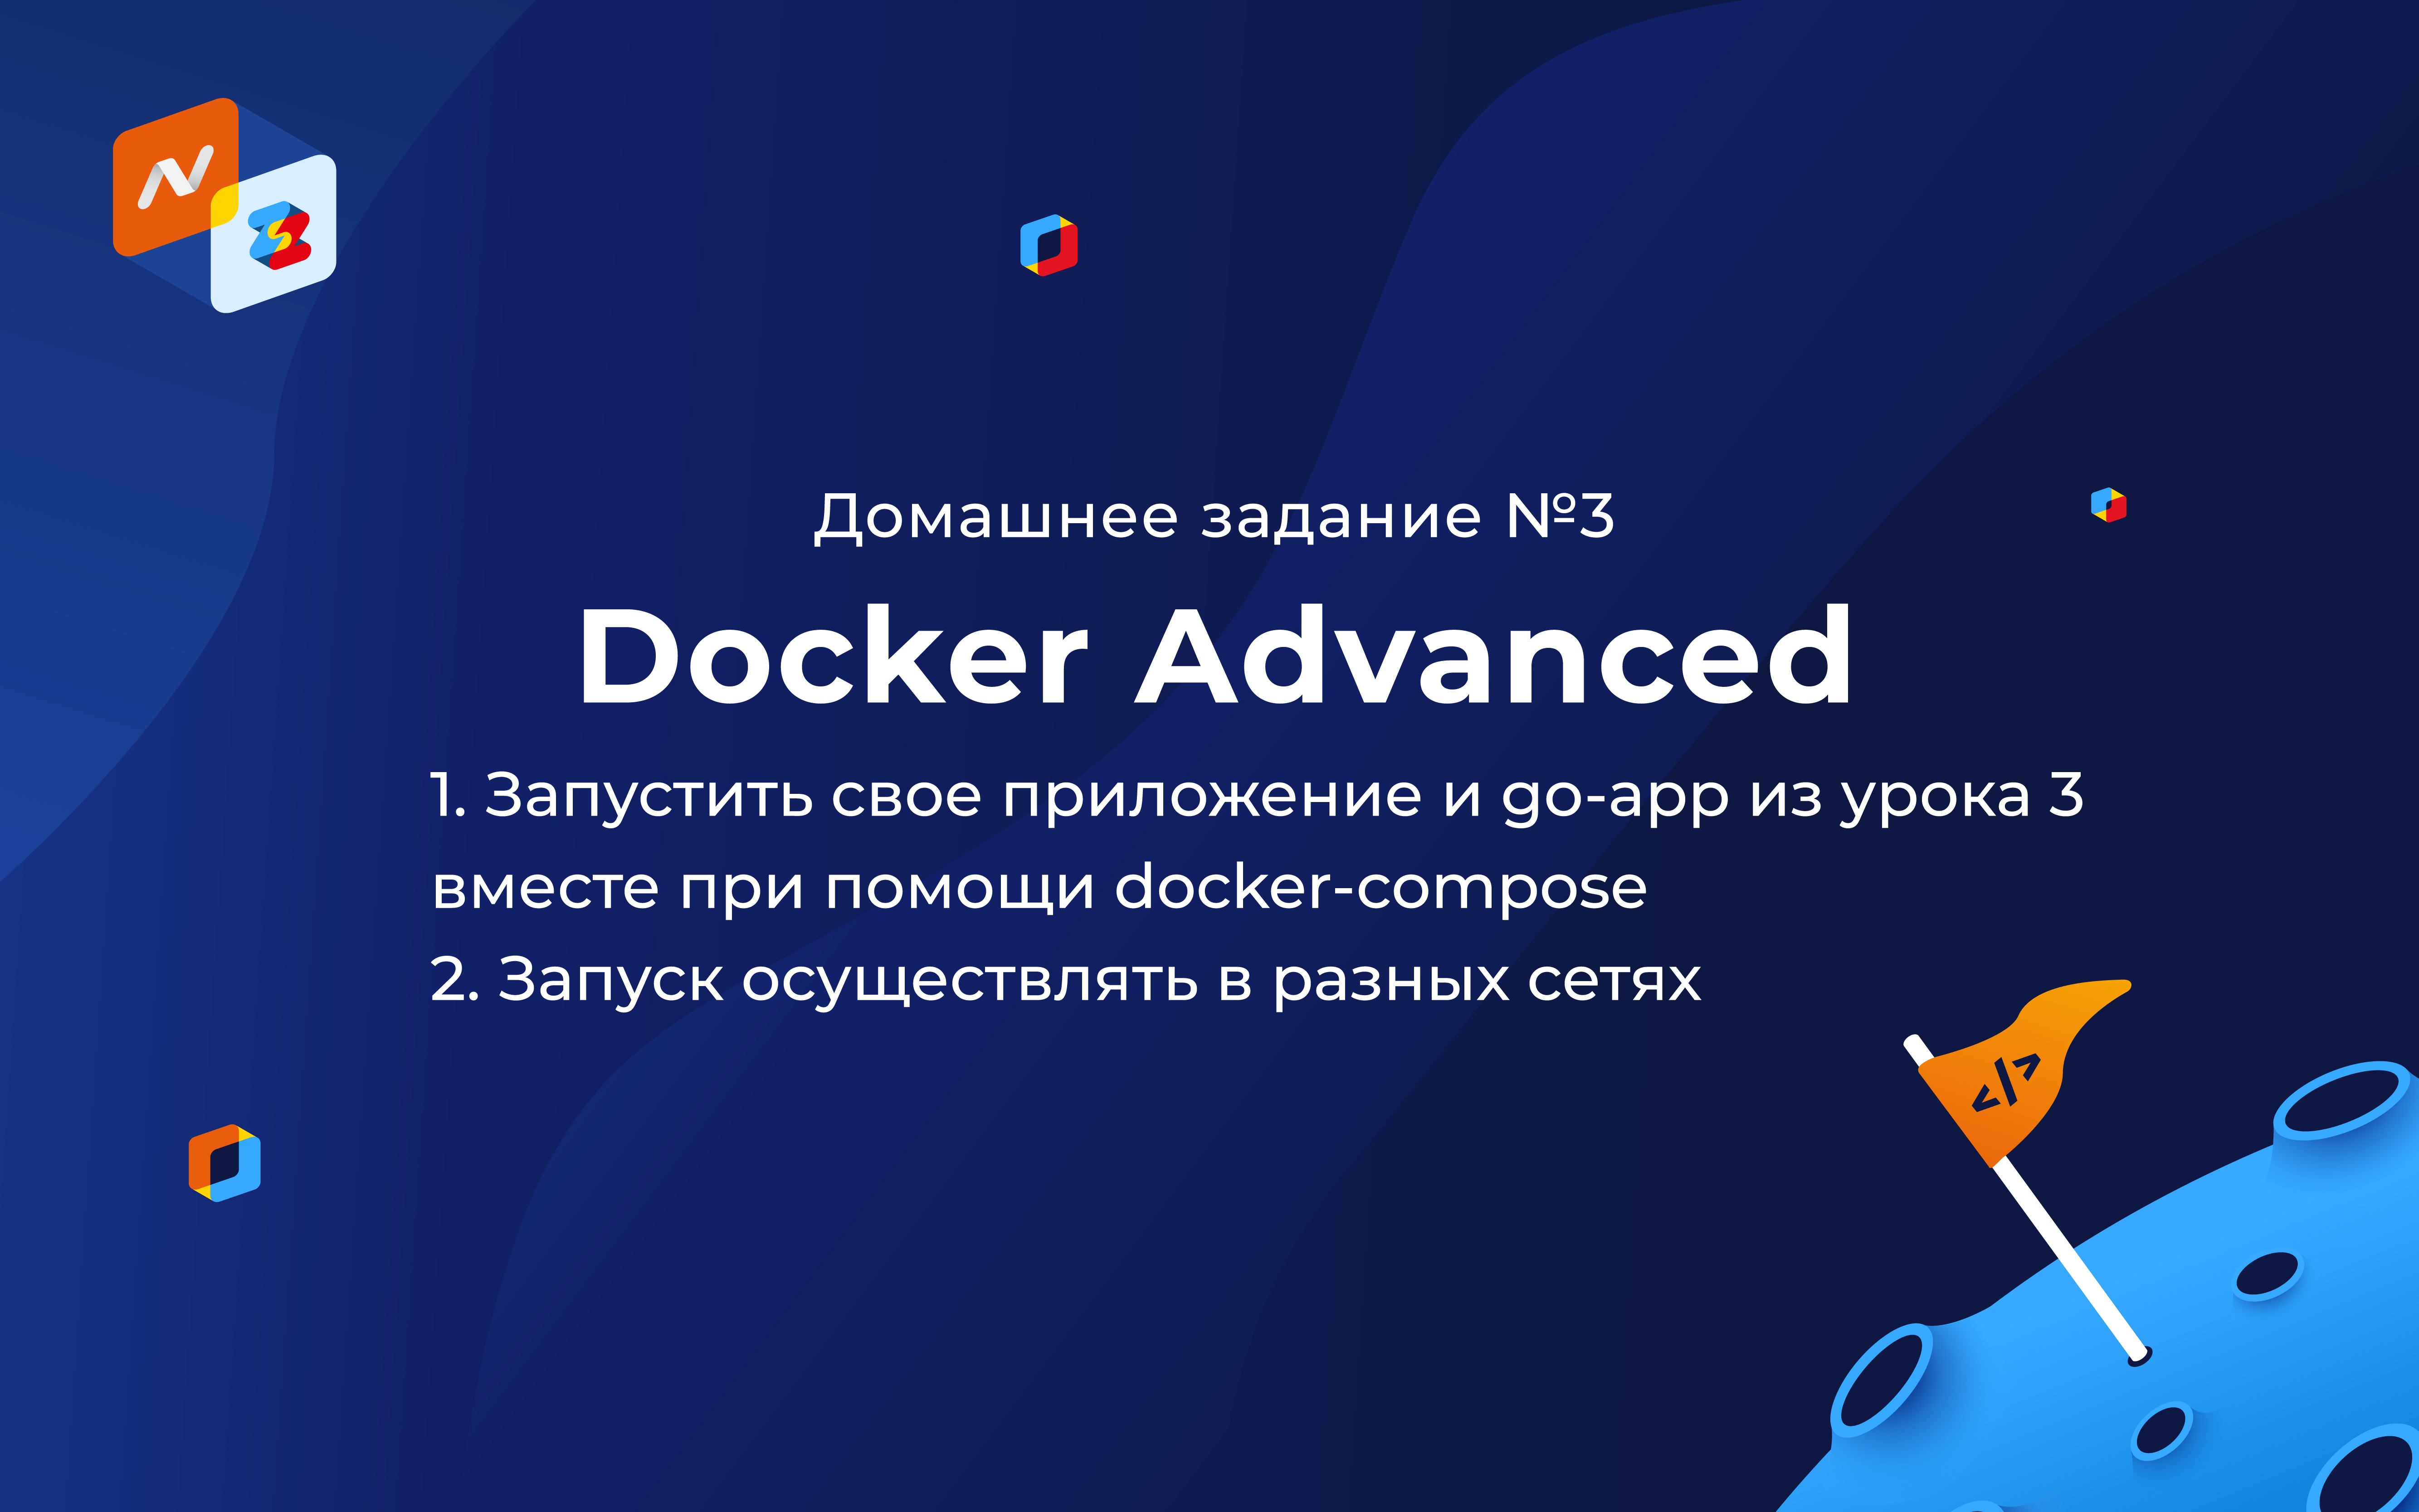 Домашнее задание №3
Docker Advanced
1. Запустить свое приложение и go-app из урока 3
вместе при помощи docker-compose
2. Запуск осуществлять в разных сетях
</>